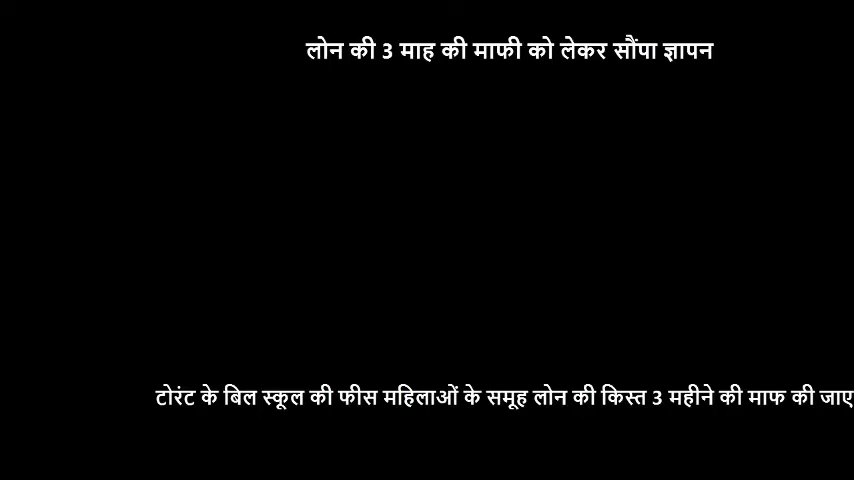 लोन की 3 माह की माफी को लेकर सौंपा ज्ञापन
टोरंट के बिल स्कूल की फीस महिलाओं के समूह लोन की किस्त 3 महीने की माफ की जाए